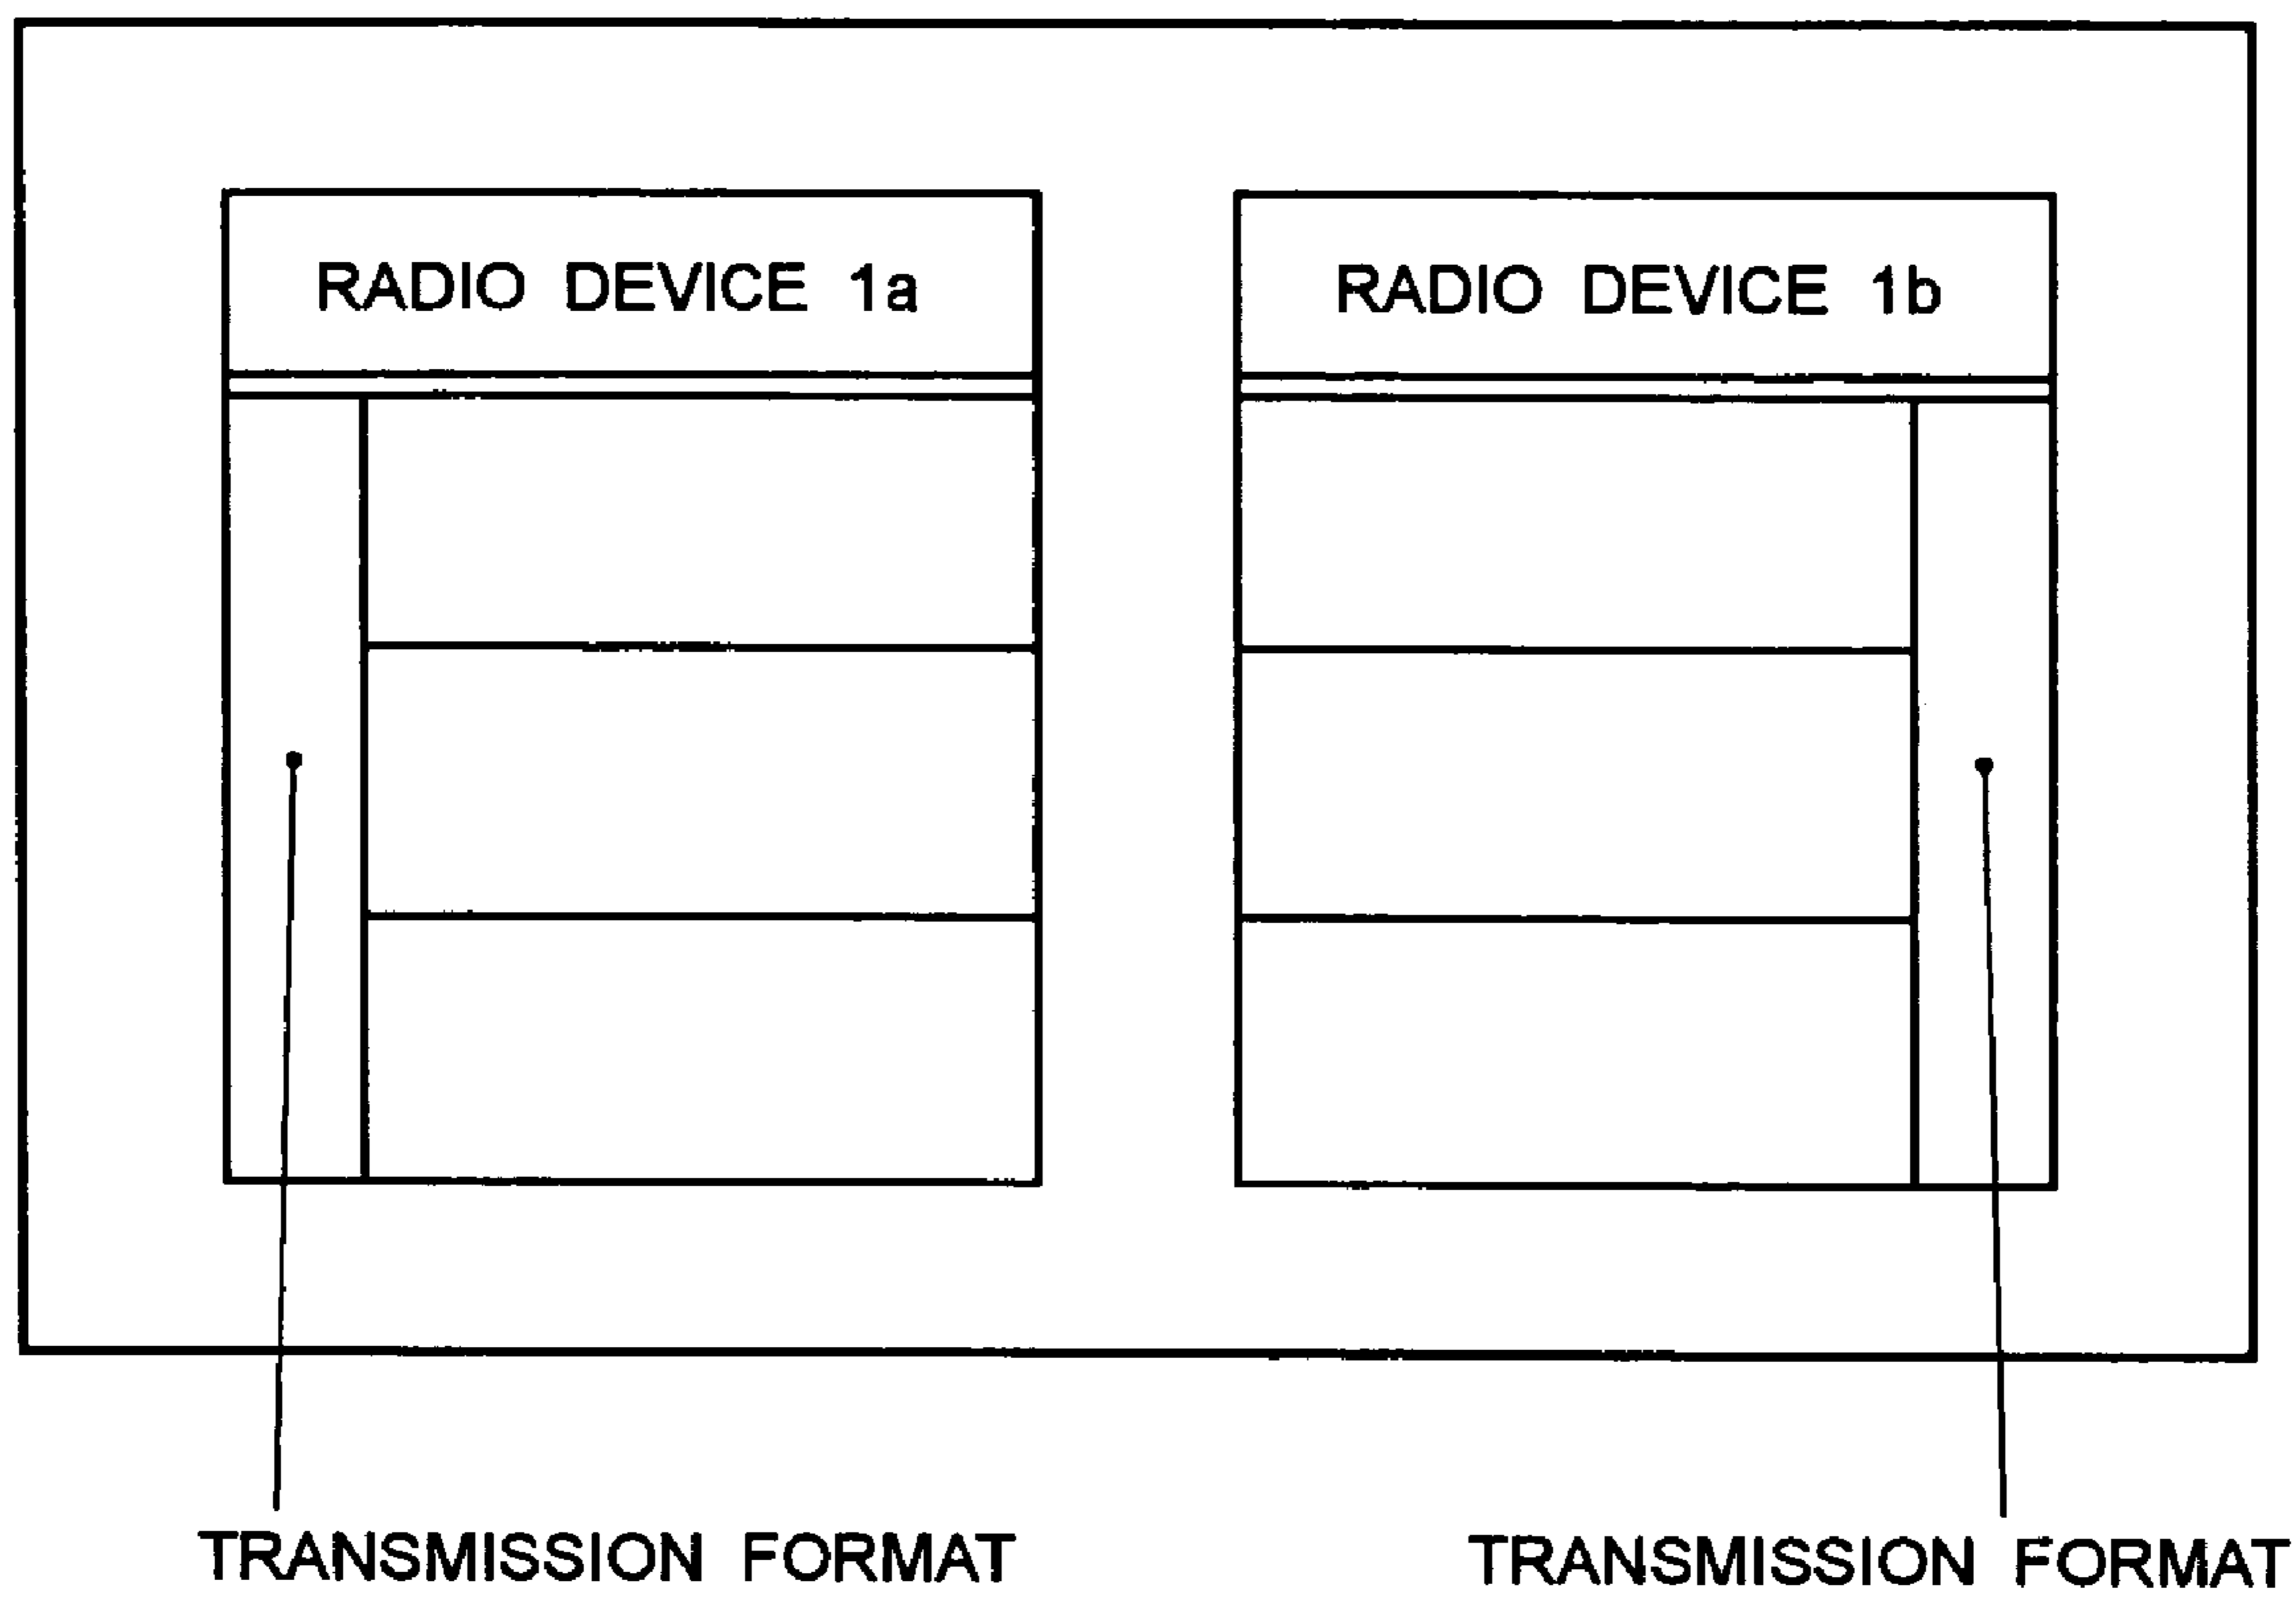 RADIO DEVICE 1a
RADIO DEVICE 1b
TRANSMISSION FORMAT
TRANSMISSION FORMAT